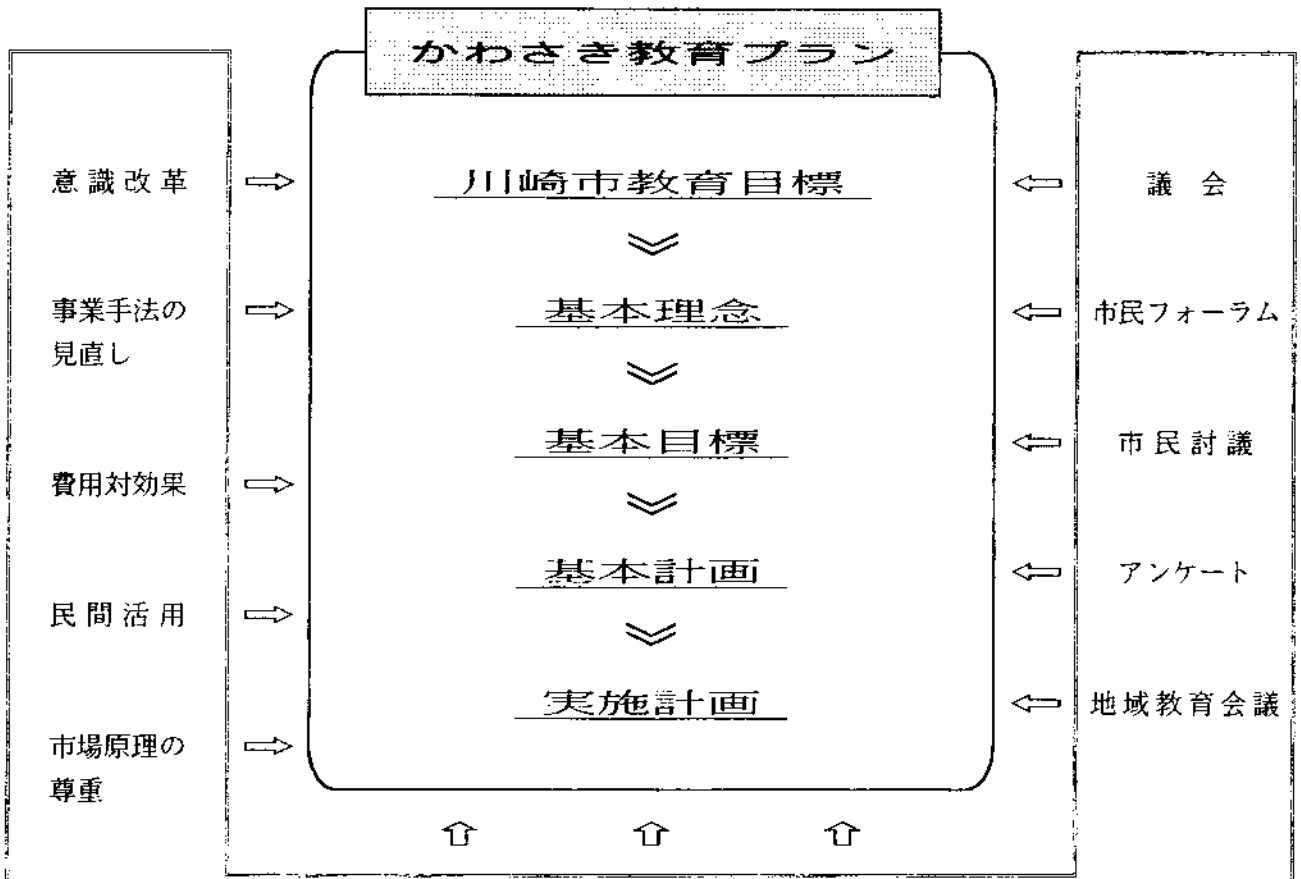 かわさき教育プラン
意識改革
事業手法の
見直し
費用対効果
民間活用
市場原理の
尊重
川崎市教育目標
基本理念
基本目標
基本計画
実施計画
議会
市民フォーラム
市民討議
アンケート
地域教育会議